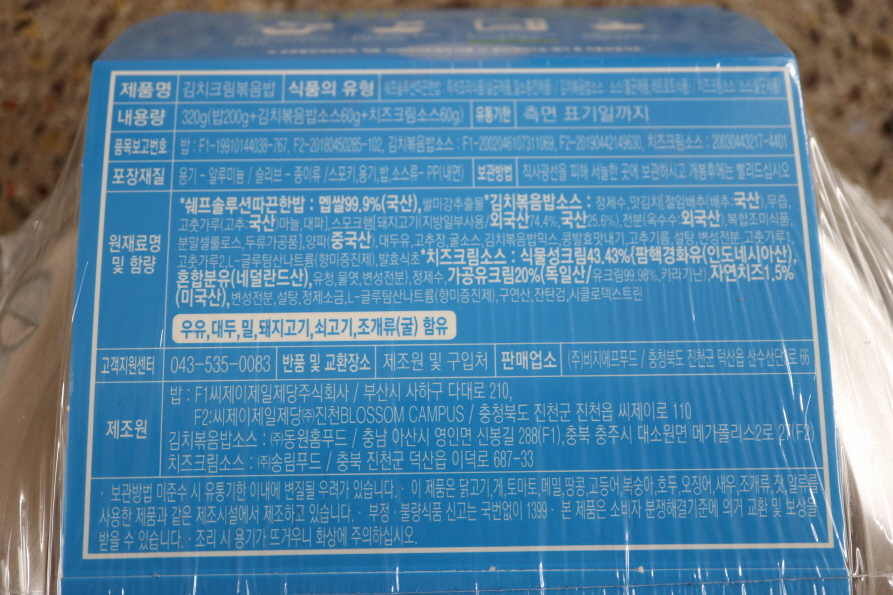 제품명 김치크림볶음밥 식품의 유형
내용량 320g(밥200g+김치볶음밥소스60g+치즈크림소스60g) 유통기한 측면 표기일까지
품목보고번호 밥 : F1-19910144036-767, F2-20180450285-102, 김치볶음밥소스 : F1-2002046107311069, F2-20190442149630, 치즈크림소스 : 20030443217-4401
포장재질 용기 - 알루미늄 / 슬리브 - 종이류 / 스포키,용기,밥,소스류- PP(내면) 보관방법 직사광선을 피해 서늘한 곳에 보관하시고 개봉후에는 빨리드십시오
원재료명 및 함량 *쉐프솔루션따끈한밥 : 멥쌀99.9%(국산),쌀미강추출물*김치볶음밥소스 : 정제수, 맛김치[절임배추(배추:국산),무즙,
고춧가루(고추:국산)마늘,대파],스모크햄[돼지고기(지방일부사용/외국산74.4%,국산25.6%),전분(옥수수:외국산), 복합조미식품,
분말셀룰로스,두류가공품],양파(중국산),대두유,고추장,굴소스,김치볶음밥믹스,콩발효맛내기,고추기름,설탕,변성전분,고춧가루1,
고춧가루2,L-글루탐산나트륨(향미증진제),발효식초*치즈크림소스 : 식물성크림43.43%(팜핵경화유(인도네시아산),
혼합분유(네덜란드산),유청,물엿,변성전분),정제수,가공유크림20%(독일산/유크림99.98%,카라기난),자연치즈1.5%
(미국산),변성전분,설탕,정제소금,L-글루탐산나트륨(향미증진제),구연산,잔탄검,시클로덱스트린
우유,대두,밀,돼지고기,쇠고기,조개류(굴) 함유
고객지원센터 043-535-0083 반품 및 교환장소 제조원 및 구입처 판매업소 (주)비지에프푸드 / 충청북도 진천군 덕산읍 산수산단1로 66
제조원 밥 : F1씨제이제일제당주식회사 / 부산시 사하구 다대로 210,
F2:씨제이제일제당㈜진천BLOSSOM CAMPUS / 충청북도 진천군 진천읍 씨제이로 110
김치볶음밥소스 : ㈜동원홈푸드 / 충남 아산시 영인면 신봉길 288(F1),충북 충주시 대소원면 메가폴리스2로 27(F2)
치즈크림소스 : ㈜송림푸드 / 충북 진천군 덕산읍 이덕로 687-33
· 보관방법 미준수 시 유통기한 이내에 변질될 우려가 있습니다. · 이 제품은 닭고기,게,토마토,메밀,땅콩,고등어,복숭아,호두,오징어,새우,조개류,잣,알류를
사용한 제품과 같은 제조시설에서 제조하고 있습니다. · 부정 · 불량식품 신고는 국번없이 1399 · 본 제품은 소비자 분쟁해결기준에 의거 교환 및 보상을
받을 수 있습니다. · 조리 시 용기가 뜨거우니 화상에 주의하십시오.